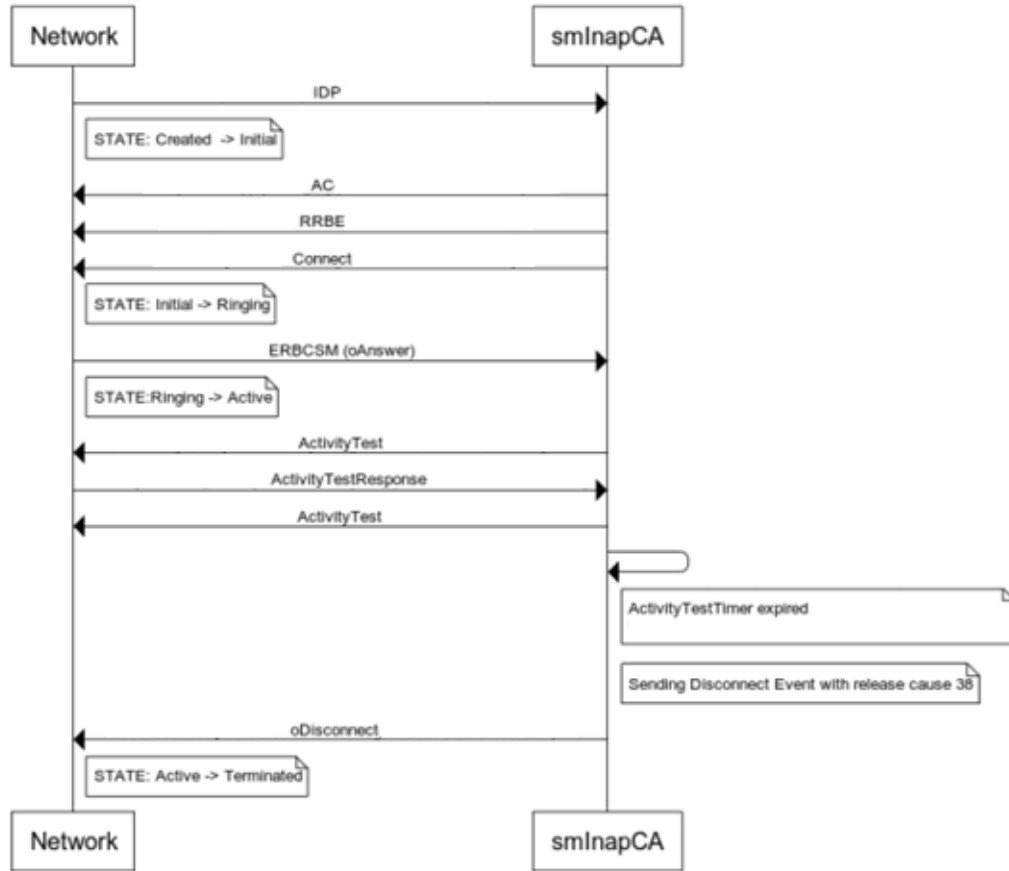 Network smInapCA
IDP
STATE: Created -> Initial
AC
RRBE
Connect
STATE: Initial -> Ringing
ERBCSM (oAnswer)
STATE:Ringing -> Active
ActivityTest
ActivityTestResponse
ActivityTest
ActivityTestTimer expired
Sending Disconnect Event with release cause 38
oDisconnect
STATE: Active -> Terminated
Network smInapCA